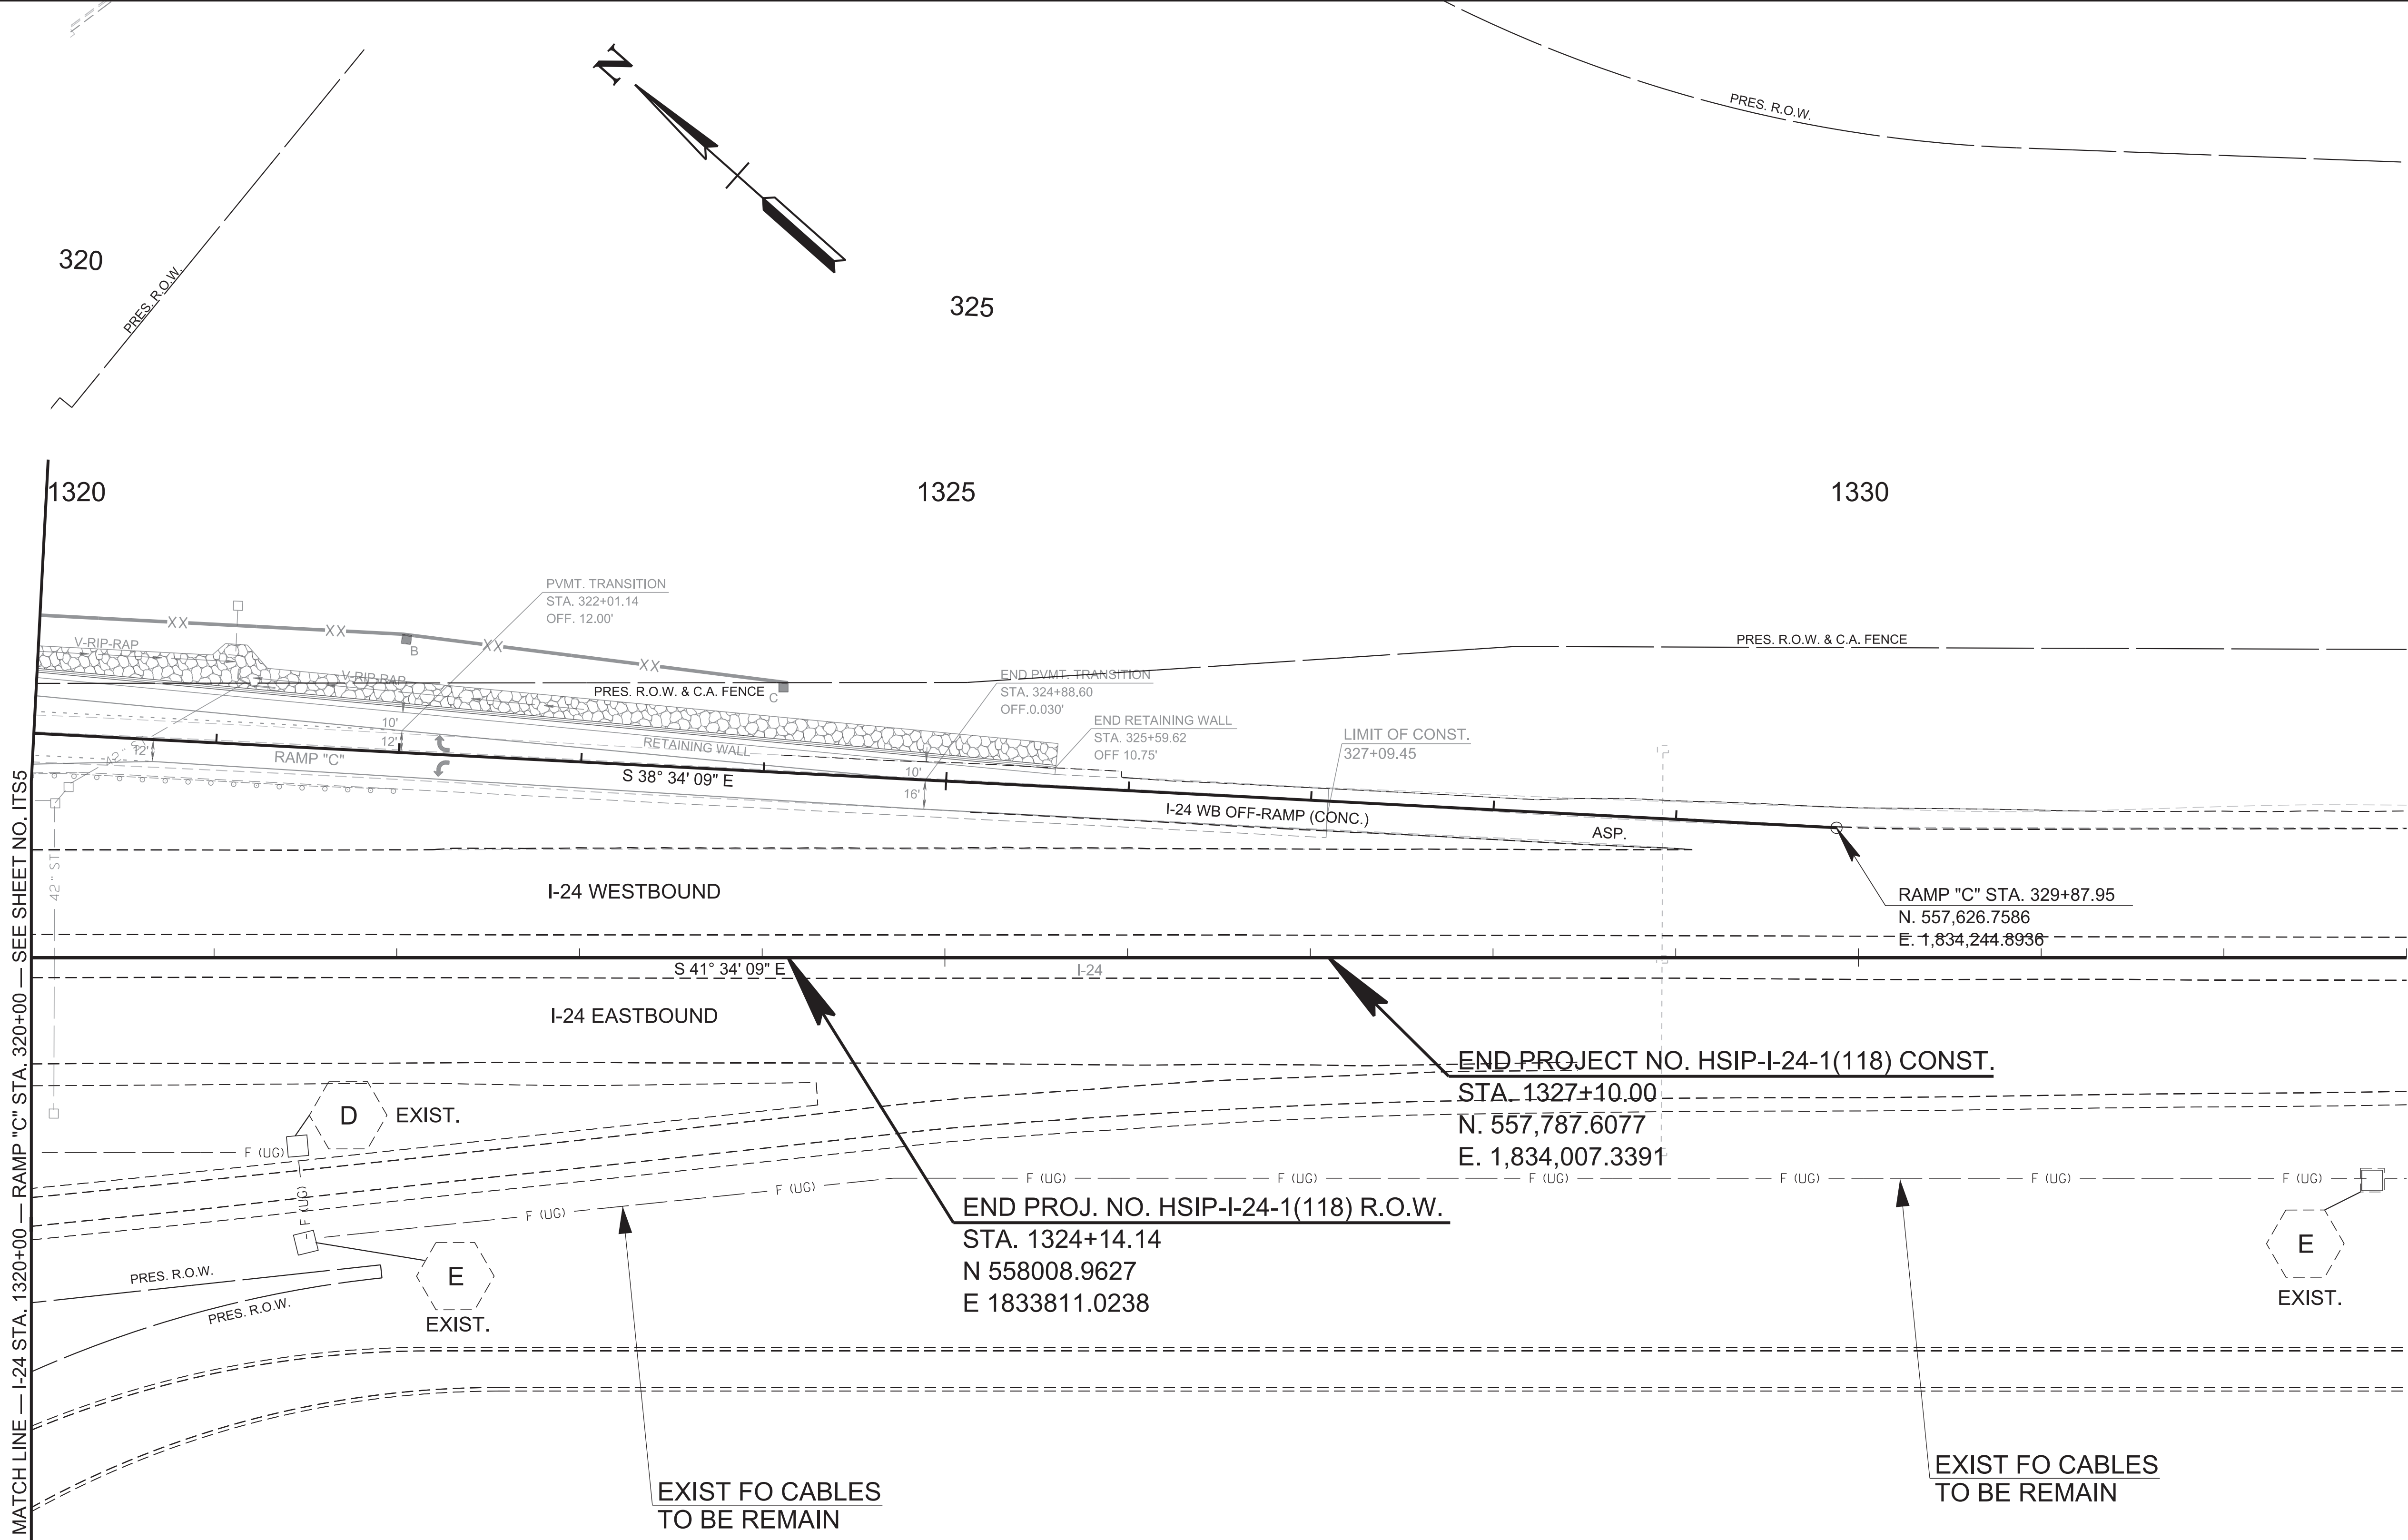 N
PRES. R.O.W.
320
PRES. R.O.W.
325
1320
1325
1330
PVMT. TRANSITION
STA. 322+01.14
OFF. 12.00'
XX
XX
XX
XX
B
C
V-RIP-RAP
V-RIP-RAP
PRES. R.O.W. & C.A. FENCE
PRES. R.O.W. & C.A. FENCE
END PVMT. TRANSITION
STA. 324+88.60
OFF.0.030'
END RETAINING WALL
STA. 325+59.62
OFF 10.75'
LIMIT OF CONST.
327+09.45
10'
12'
12'
RAMP "C"
RETAINING WALL
S 38° 34' 09" E
10'
16'
I-24 WB OFF-RAMP (CONC.)
ASP.
42" ST
I-24 WESTBOUND
RAMP "C" STA. 329+87.95
N. 557,626.7586
E. 1,834,244.8936
S 41° 34' 09" E
I-24
I-24 EASTBOUND
END PROJECT NO. HSIP-I-24-1(118) CONST.
STA. 1327+10.00
N. 557,787.6077
E. 1,834,007.3391
D
EXIST.
F (UG)
F (UG)
F (UG)
F (UG)
F (UG)
F (UG)
F (UG)
F (UG)
F (UG)
F (UG)
END PROJ. NO. HSIP-I-24-1(118) R.O.W.
STA. 1324+14.14
N 558008.9627
E 1833811.0238
E
EXIST.
E
EXIST.
PRES. R.O.W.
PRES. R.O.W.
EXIST FO CABLES
TO BE REMAIN
EXIST FO CABLES
TO BE REMAIN
MATCH LINE — I-24 STA. 1320+00 — RAMP "C" STA. 320+00 — SEE SHEET NO. ITS5